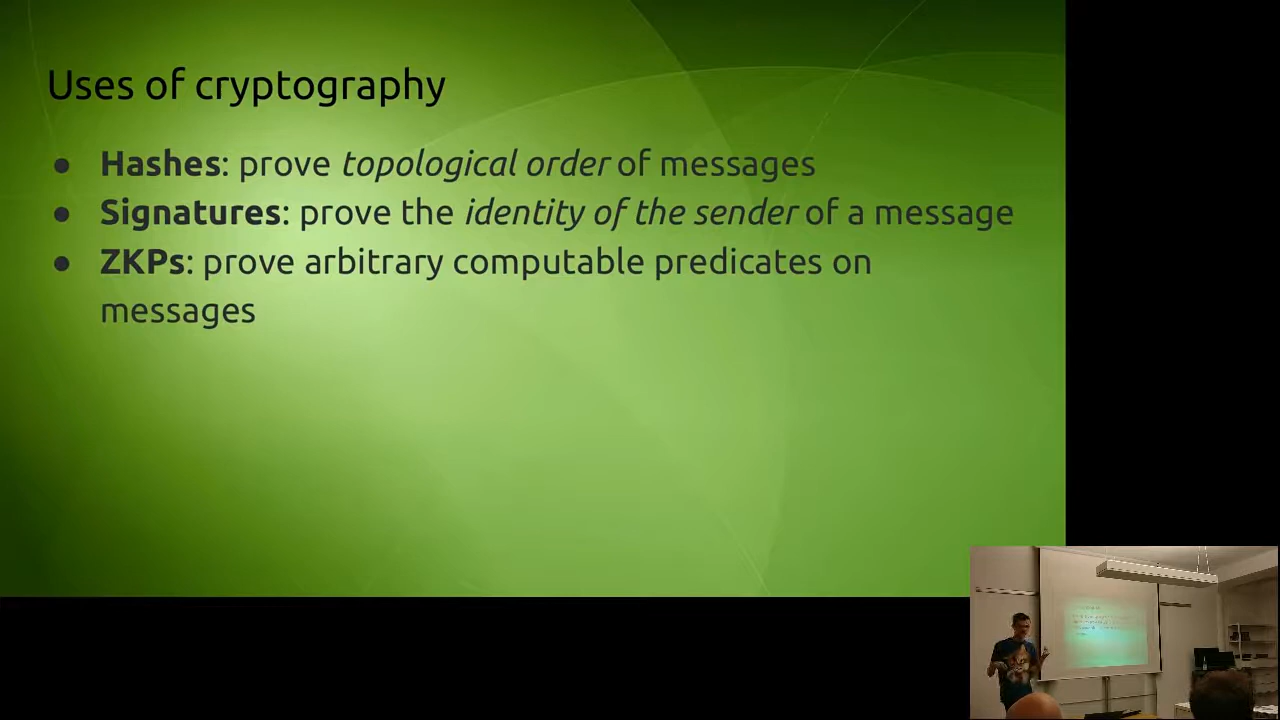 Uses of cryptography
● Hashes: prove topological order of messages
● Signatures: prove the identity of the sender of a message
● ZKPs: prove arbitrary computable predicates on
messages